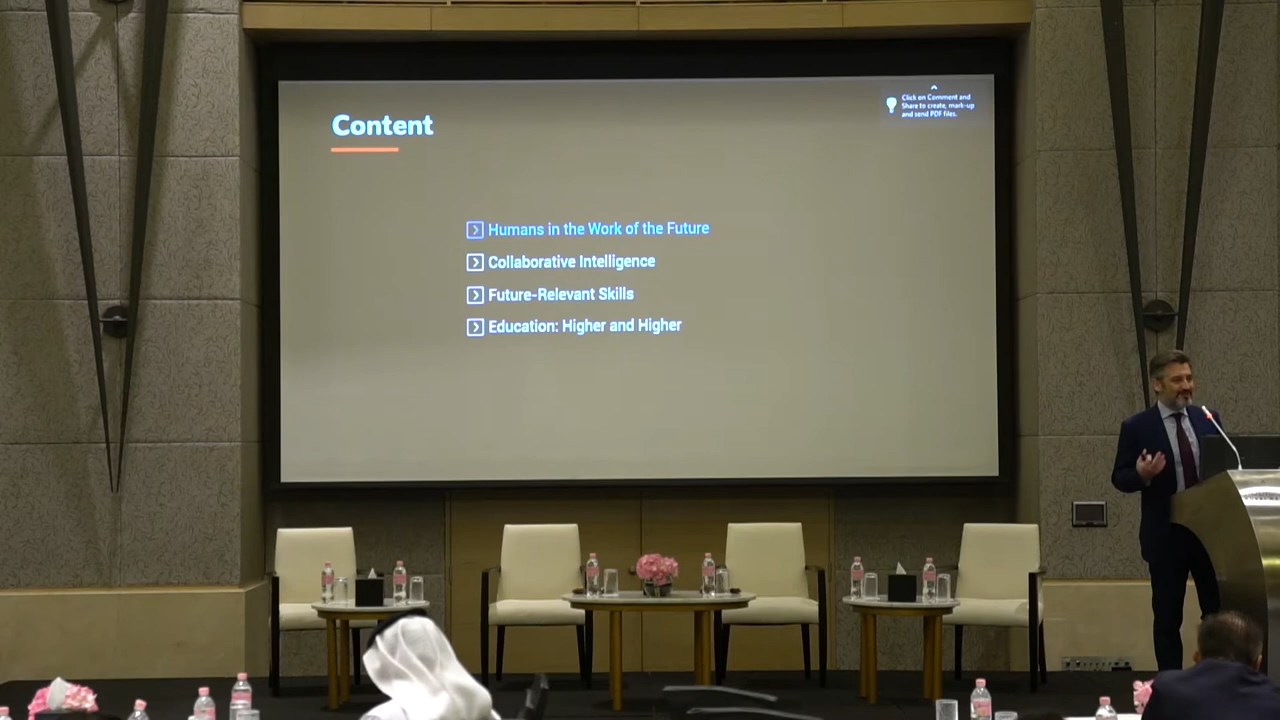 Content
Click on Comment and
Share to create, mark-up
and send PDF files.
Humans in the Work of the Future
Collaborative Intelligence
Future-Relevant Skills
Education: Higher and Higher